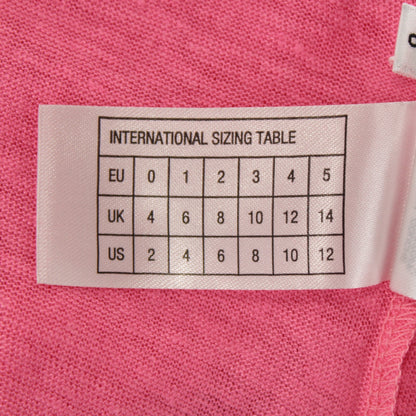 INTERNATIONAL SIZING TABLE
EU 0 1 2 3 4 5
UK 4 6 8 10 12 14
US 2 4 6 8 10 12